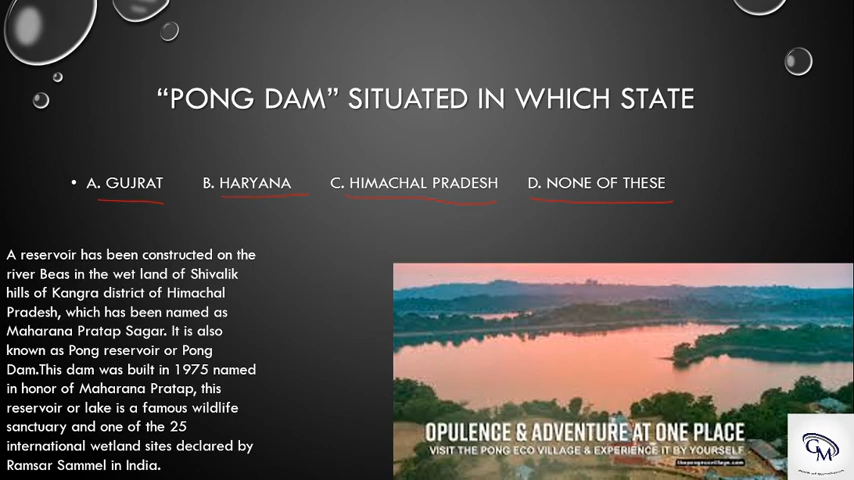 “PONG DAM” SITUATED IN WHICH STATE
• A. GUJRAT B. HARYANA C. HIMACHAL PRADESH D. NONE OF THESE
A reservoir has been constructed on the
river Beas in the wet land of Shivalik
hills of Kangra district of Himachal
Pradesh, which has been named as
Maharana Pratap Sagar. It is also
known as Pong reservoir or Pong
Dam.This dam was built in 1975 named
in honor of Maharana Pratap, this
reservoir or lake is a famous wildlife
sanctuary and one of the 25
international wetland sites declared by
Ramsar Sammel in India.
OPULENCE & ADVENTURE AT ONE PLACE
VISIT THE PONG ECO VILLAGE & EXPERIENCE IT BY YOURSELF
GM